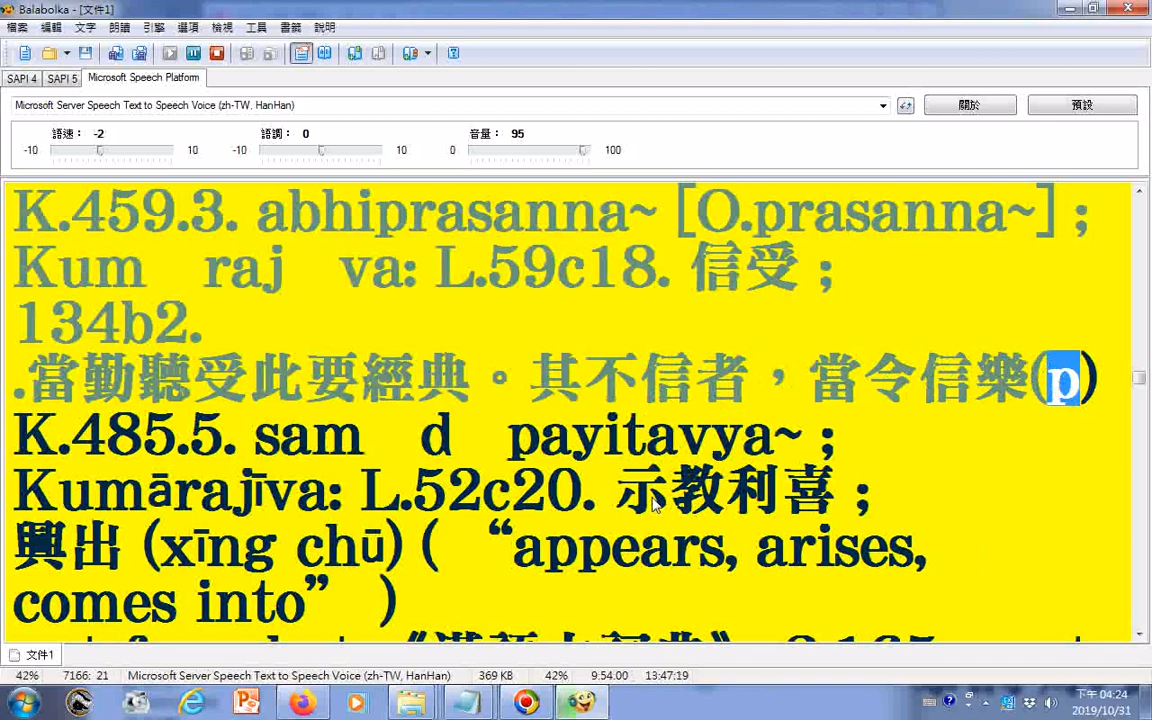 Balabolka - [文件1]
檔案 編輯 文字 朗讀 引擎 選項 檢視 工具 書籤 說明
SAPI 4 SAPI 5 Microsoft Speech Platform
Microsoft Server Speech Text to Speech Voice (zh-TW, HanHan) 關於 預設
語速： -2 語調： 0 音量： 95
-10 10 -10 10 0 100
K.459.3. abhiprasanna~ [O.prasanna~] ；
Kum raj va: L.59c18. 信受；
134b2.
.當勤聽受此要經典。其不信者，當令信樂(p)
K.485.5. sam d payitavya~；
Kumārajīva: L.52c20. 示教利喜；
興出 (xīng chū) ( “appears, arises,
comes into” )
文件1
42% 7166: 21 Microsoft Server Speech Text to Speech Voice (zh-TW, HanHan) 369 KB 42% 9:54:00 13:47:19
下午 04:24
2019/10/31